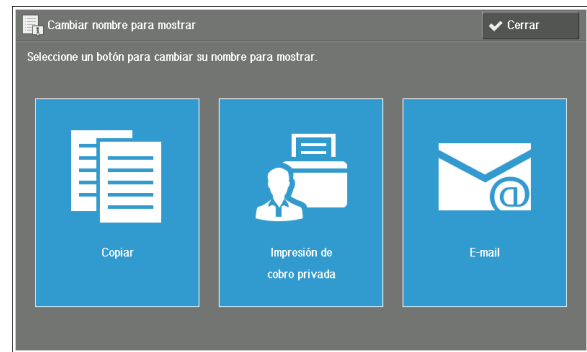 Cambiar nombre para mostrar
Cerrar
Seleccione un botón para cambiar su nombre para mostrar.
Copiar
Impresión de
cobro privada
E-mail